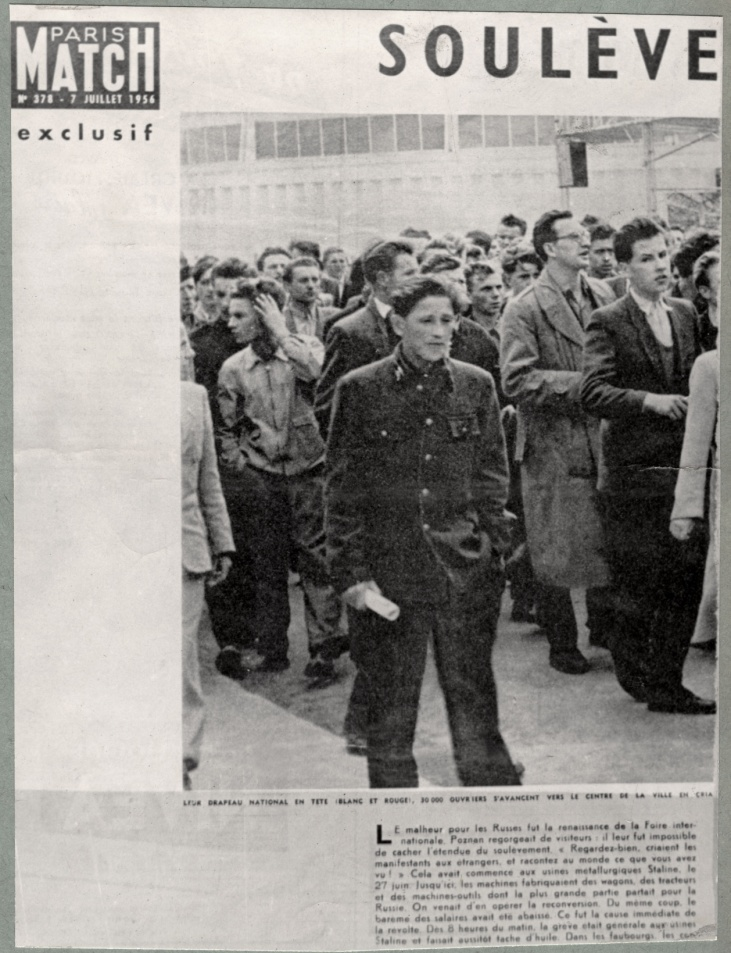 PARIS
MATCH
N° 378 - 7 JUILLET 1956
exclusif
SOULÈVE
LEUR DRAPEAU NATIONAL EN TETE (BLANC ET ROUGE), 30 000 OUVRIERS S'AVANCENT VERS LE CENTRE DE LA VILLE EN CRIA
LE malheur pour les Russes fut la renaissance de la Foire inter-
nationale. Poznan regorgeait de visiteurs : il leur fut impossible
de cacher l'étendue du soulèvement. « Regardez-bien, criaient les
manifestants aux étrangers, et racontez au monde ce que vous avez
vu ! » Cela avait commencé aux usines métallurgiques Staline, le
27 juin. Jusqu'ici, les machines fabriquaient des wagons, des tracteurs
et des machines-outils dont la plus grande partie partait pour la
Russie. On venait d'en opérer la reconversion. Du même coup, le
barème des salaires avait été abaissé. Ce fut la cause immédiate de
la révolte. Dès 8 heures du matin, la grève était générale aux usines
Staline et faisait aussitôt tache d'huile. Dans les faubourgs, les